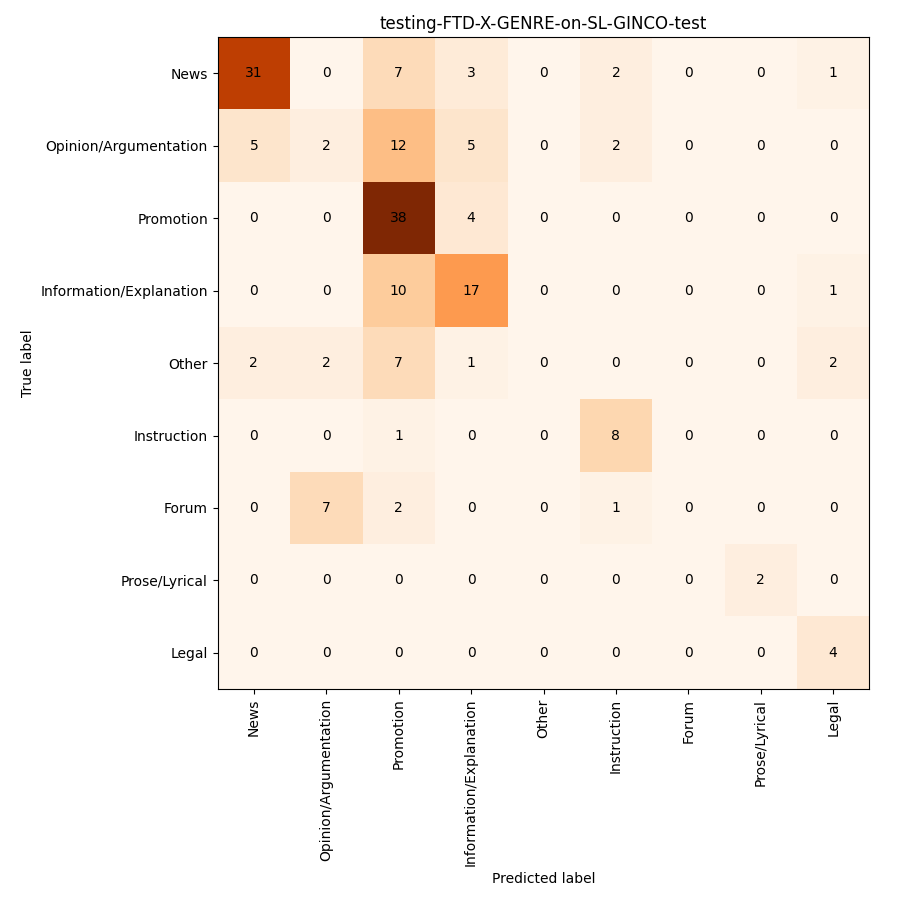 testing-FTD-X-GENRE-on-SL-GINCO-test
True label
News 31 0 7 3 0 2 0 0 1
Opinion/Argumentation 5 2 12 5 0 2 0 0 0
Promotion 0 0 38 4 0 0 0 0 0
Information/Explanation 0 0 10 17 0 0 0 0 1
Other 2 2 7 1 0 0 0 0 2
Instruction 0 0 1 0 0 8 0 0 0
Forum 0 7 2 0 0 1 0 0 0
Prose/Lyrical 0 0 0 0 0 0 0 2 0
Legal 0 0 0 0 0 0 0 0 4
News
Opinion/Argumentation
Promotion
Information/Explanation
Other
Instruction
Forum
Prose/Lyrical
Legal
Predicted label